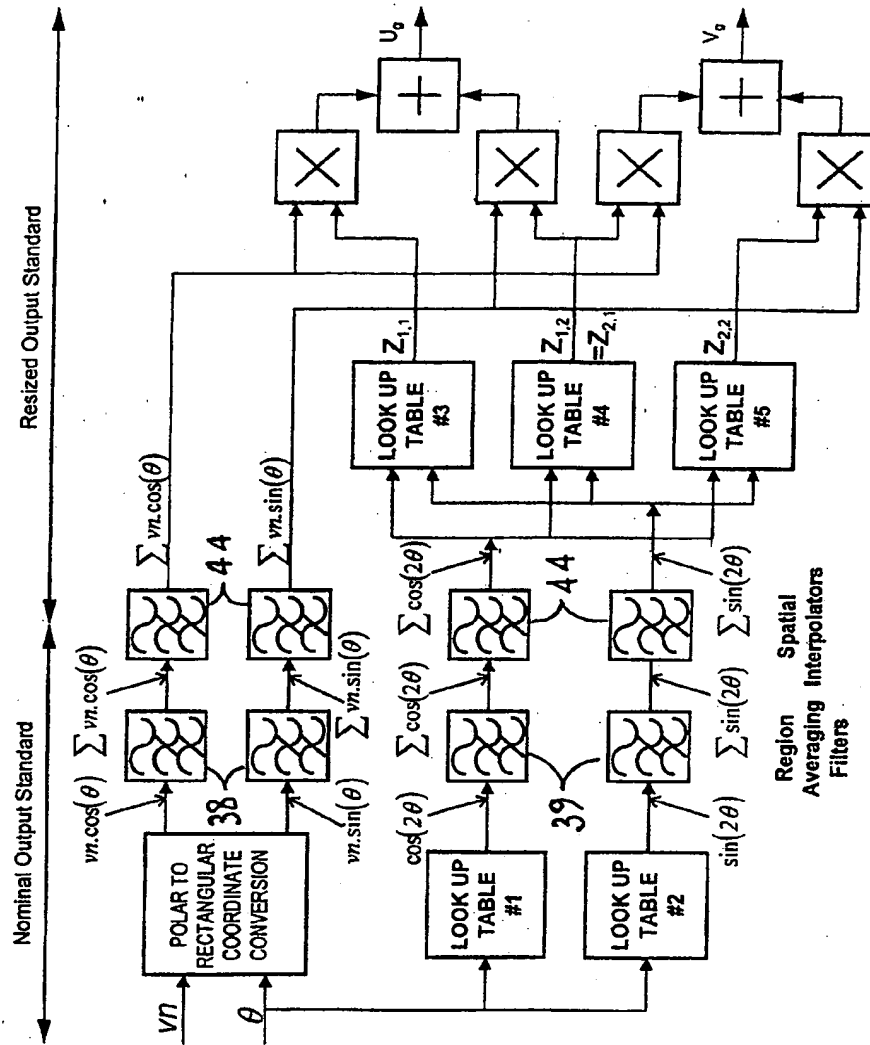 Nominal Output Standard
Resized Output Standard
vn
θ
POLAR TO
RECTANGULAR
COORDINATE
CONVERSION
vn.cos(θ)
∑ vn.cos(θ)
∑ vn.cos(θ)
38
44
vn.sin(θ)
∑ vn.sin(θ)
∑ vn.sin(θ)
LOOK UP
TABLE
#1
LOOK UP
TABLE
#2
cos(2θ)
∑ cos(2θ)
∑ cos(2θ)
39
44
sin(2θ)
∑ sin(2θ)
∑ sin(2θ)
Region
Averaging
Filters
Spatial
Interpolators
LOOK UP
TABLE
#3
LOOK UP
TABLE
#4
LOOK UP
TABLE
#5
Z1,1
Z1,2
=Z2,1
Z2,2
Ug
Vg